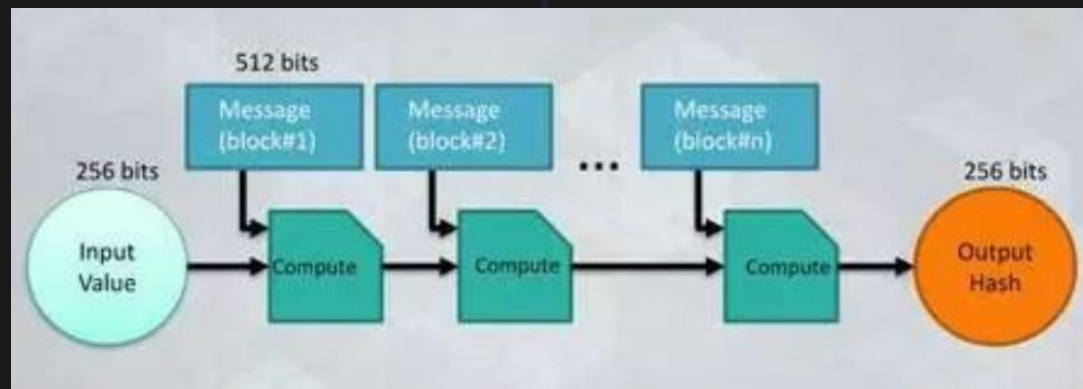 512 bits
Message
(block#1)
Message
(block#2)
...
Message
(block#n)
256 bits
Input
Value
Compute
Compute
Compute
256 bits
Output
Hash